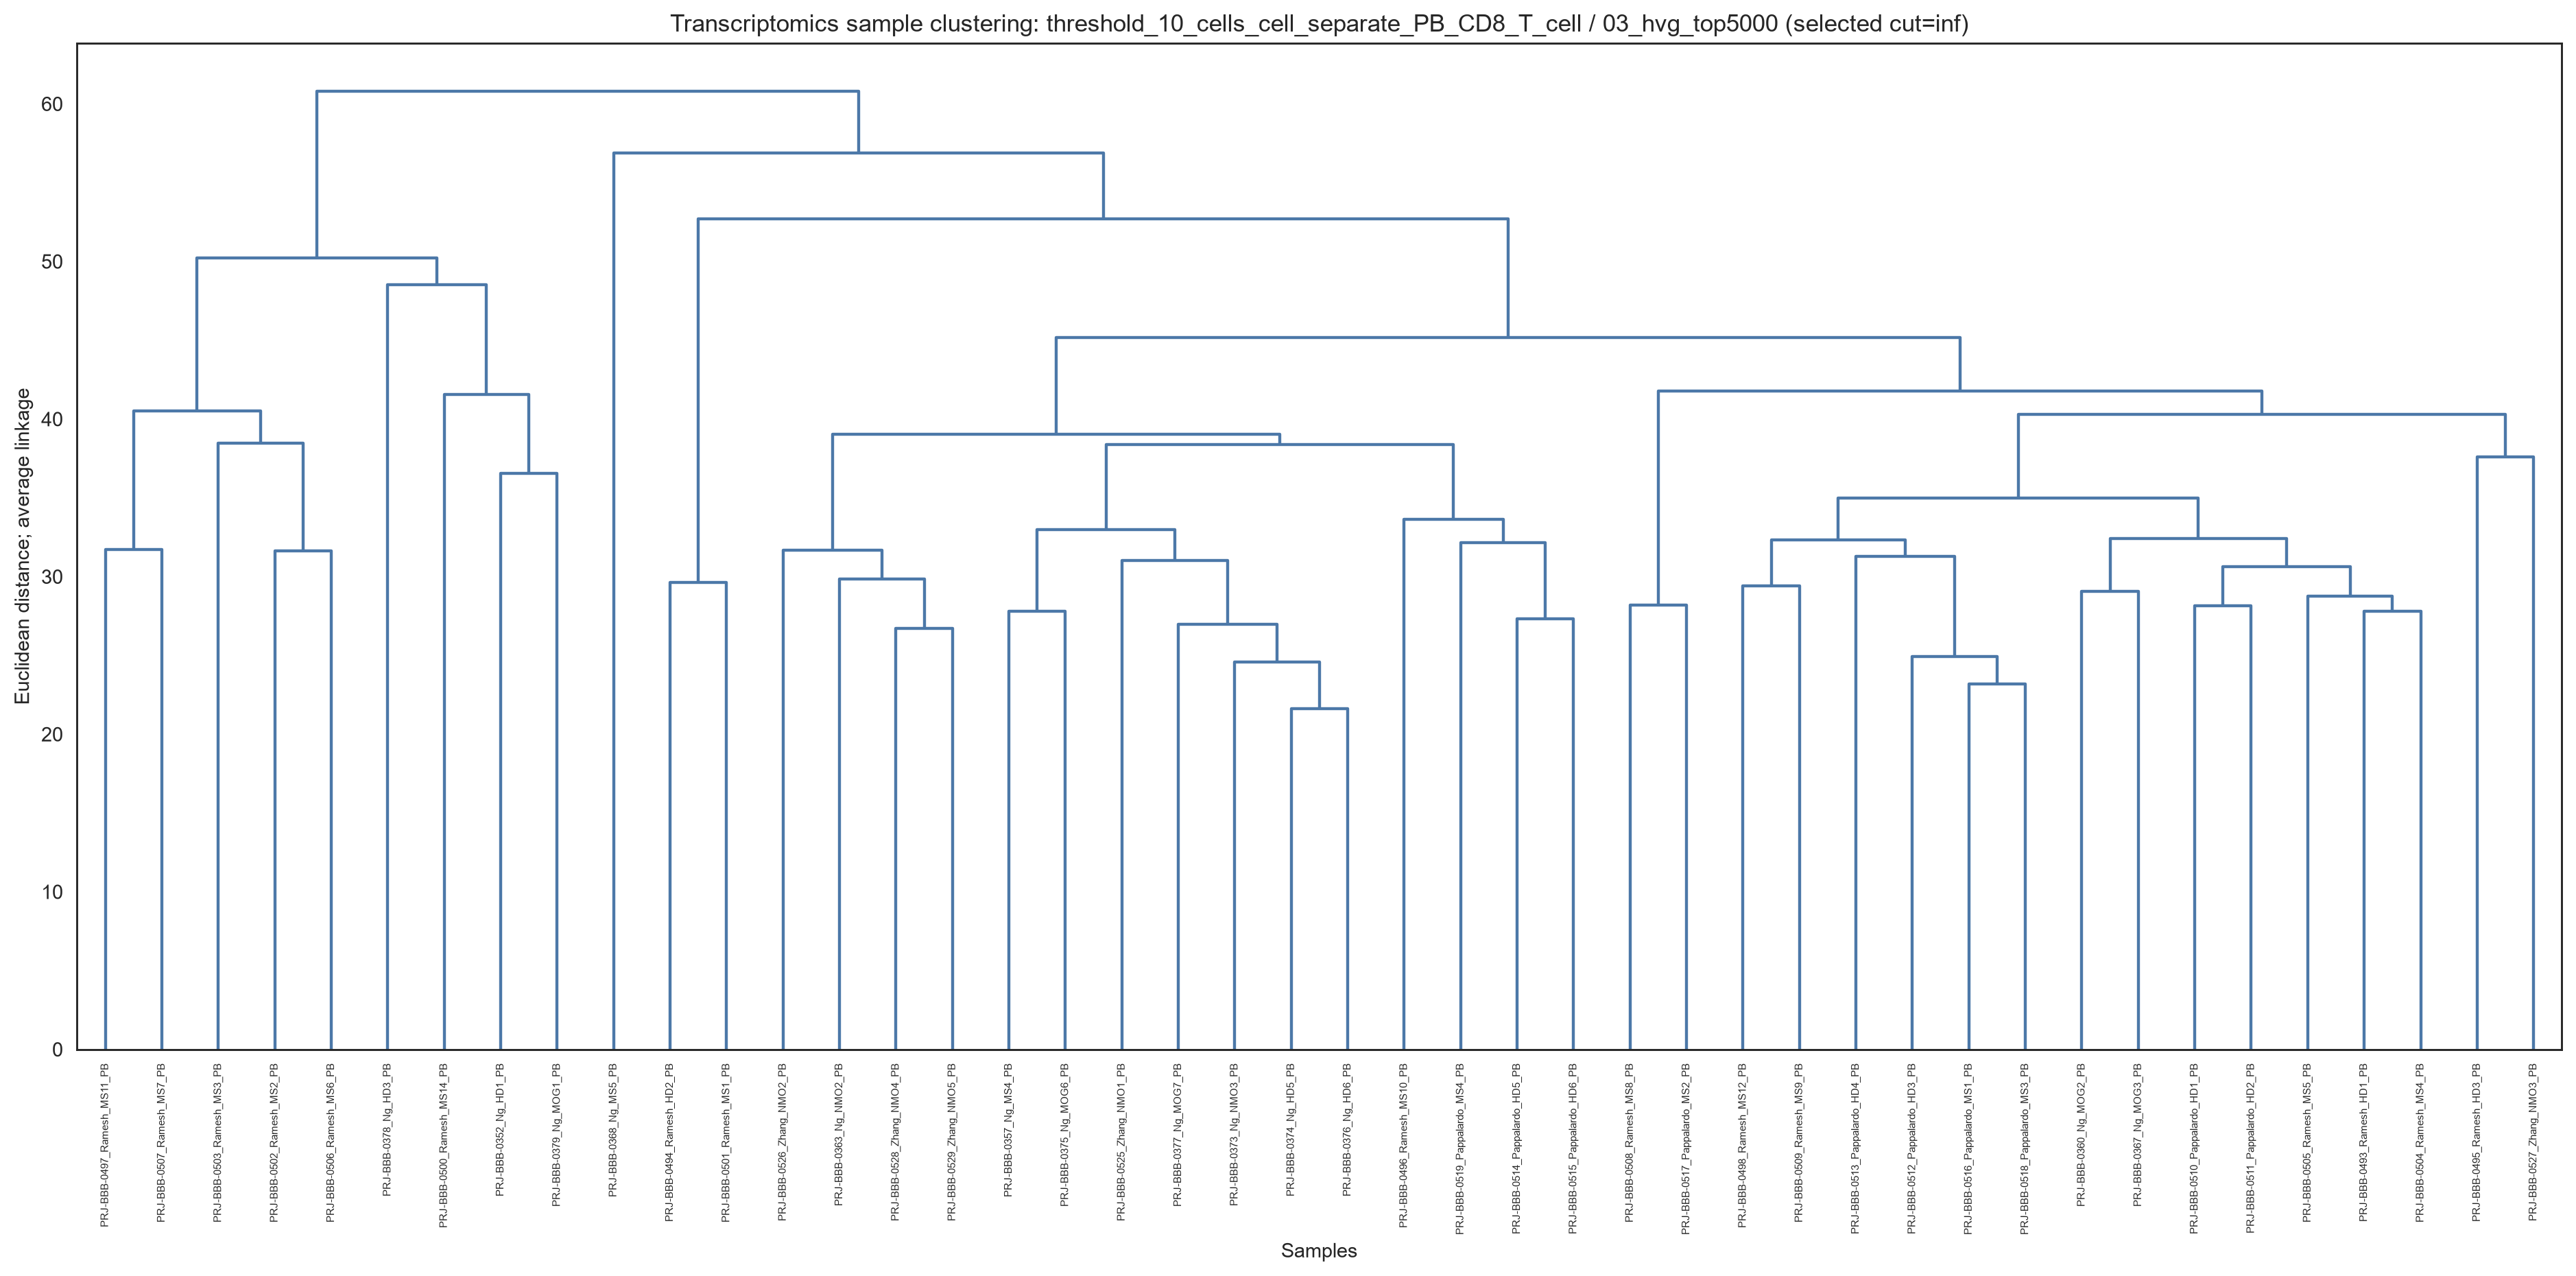 Transcriptomics sample clustering: threshold_10_cells_cell_separate_PB_CD8_T_cell / 03_hvg_top5000 (selected cut=inf)
Euclidean distance; average linkage
60
50
40
30
20
10
0
PRJ-BBB-0497_Ramesh_MS11_PB
PRJ-BBB-0507_Ramesh_MS7_PB
PRJ-BBB-0503_Ramesh_MS3_PB
PRJ-BBB-0502_Ramesh_MS2_PB
PRJ-BBB-0506_Ramesh_MS6_PB
PRJ-BBB-0378_Ng_HD3_PB
PRJ-BBB-0500_Ramesh_MS14_PB
PRJ-BBB-0352_Ng_HD1_PB
PRJ-BBB-0379_Ng_MOG1_PB
PRJ-BBB-0368_Ng_MS5_PB
PRJ-BBB-0494_Ramesh_HD2_PB
PRJ-BBB-0501_Ramesh_MS1_PB
PRJ-BBB-0526_Zhang_NMO2_PB
PRJ-BBB-0363_Ng_NMO2_PB
PRJ-BBB-0528_Zhang_NMO4_PB
PRJ-BBB-0529_Zhang_NMO5_PB
PRJ-BBB-0357_Ng_MS4_PB
PRJ-BBB-0375_Ng_MOG6_PB
PRJ-BBB-0525_Zhang_NMO1_PB
PRJ-BBB-0377_Ng_MOG7_PB
PRJ-BBB-0373_Ng_NMO3_PB
PRJ-BBB-0374_Ng_HD5_PB
PRJ-BBB-0376_Ng_HD6_PB
PRJ-BBB-0496_Ramesh_MS10_PB
PRJ-BBB-0519_Pappalardo_MS4_PB
PRJ-BBB-0514_Pappalardo_HD5_PB
PRJ-BBB-0515_Pappalardo_HD6_PB
PRJ-BBB-0508_Ramesh_MS8_PB
PRJ-BBB-0517_Pappalardo_MS2_PB
PRJ-BBB-0498_Ramesh_MS12_PB
PRJ-BBB-0509_Ramesh_MS9_PB
PRJ-BBB-0513_Pappalardo_HD4_PB
PRJ-BBB-0512_Pappalardo_HD3_PB
PRJ-BBB-0516_Pappalardo_MS1_PB
PRJ-BBB-0518_Pappalardo_MS3_PB
PRJ-BBB-0360_Ng_MOG2_PB
PRJ-BBB-0367_Ng_MOG3_PB
PRJ-BBB-0510_Pappalardo_HD1_PB
PRJ-BBB-0511_Pappalardo_HD2_PB
PRJ-BBB-0505_Ramesh_MS5_PB
PRJ-BBB-0493_Ramesh_HD1_PB
PRJ-BBB-0504_Ramesh_MS4_PB
PRJ-BBB-0495_Ramesh_HD3_PB
PRJ-BBB-0527_Zhang_NMO3_PB
Samples